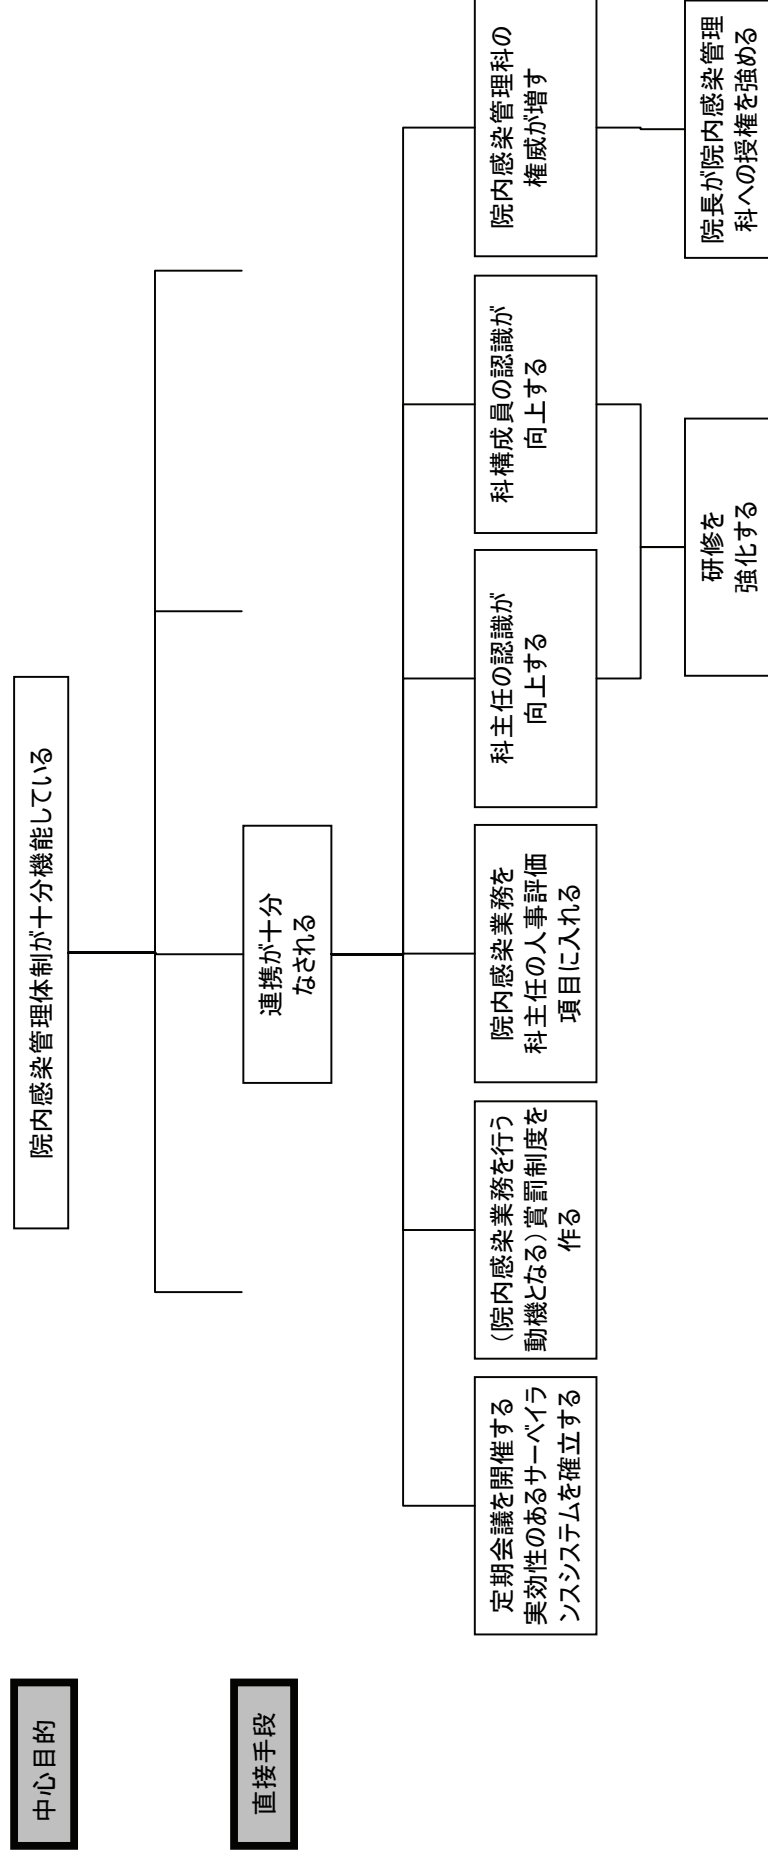 中心目的
院内感染管理体制が十分機能している
直接手段
連携が十分
なされる
定期会議を開催する
実効性のあるサーベイラ
ンスシステムを確立する
（院内感染業務を行う
動機となる）賞罰制度を
作る
院内感染業務を
科主任の人事評価
項目に入れる
科主任の認識が
向上する
科構成員の認識が
向上する
院内感染管理科の
権威が増す
研修を
強化する
院長が院内感染管理
科への授権を強める